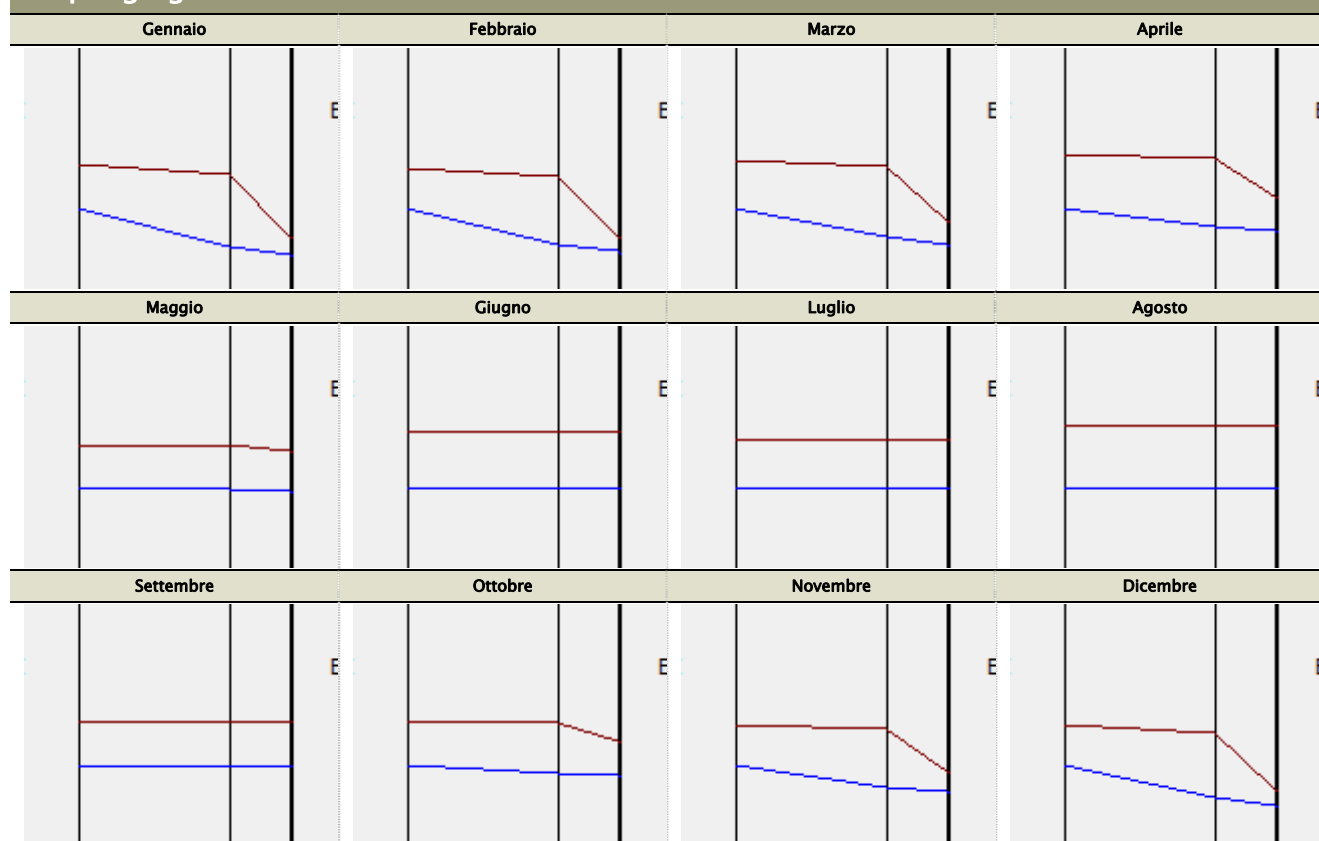 Gennaio Febbraio Marzo Aprile
E E E E
Maggio Giugno Luglio Agosto
E E E E
Settembre Ottobre Novembre Dicembre
E E E E